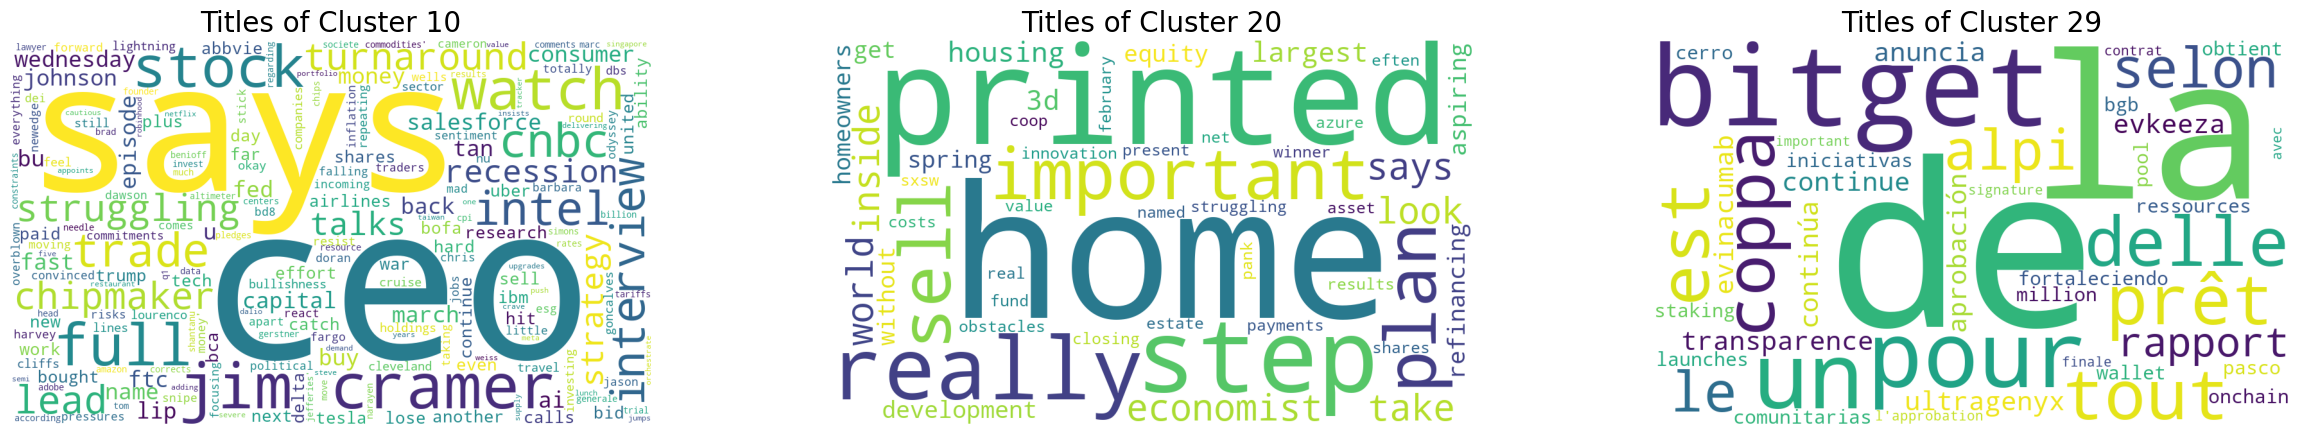 Titles of Cluster 10
lawyer forward lightning abbvie regarding cameron value comments marc singapore
societe commodities'
wednesday stock turnaround consumer
johnson portfolio money wells results totally dbs
everything dei says watch ability
founder companies chips sector stick
cautious still netflix plus episode inflation repeating salesforce round united
brad robinhood newedge day sentiment tan cnbc delivering insists tracker
bu feel benioff far shares nu recession odyssey
appoints invest okay falling traders uber barbara
much altimeter incoming mad
constraints dawson fed airlines back one intel interview billion
struggling bd8 centers talks bofa taiwan cpi
comes hard research simons
paid u commitments resist resource pledges rates
overblown moving needle trade five doran chris goncalves
fast convinced trump tech war effort sell jobs upgrades
q1 data cruise bullishness push tariffs
chipmaker restaurant ceo capital ibm esg strategy
head risks lourenco dalio react march hit crave
new lines apart catch little
harvey shantanu gerstner holdings years continue
work full money' fargo taking demand weiss
cliffs bca buy even meta investing orchestrate
amazon corrects political cleveland travel
bought ftc focusing steve jason
adobe adding jim cramer lunch
semi name snipe delta jefferies' move ai generale
lead tom lip narayen supply bid trial
according pressures severe next tesla lose another calls jumps
Titles of Cluster 20
get housing equity largest
homeowners printed eften aspiring
3d february
coop net azure
inside innovation present winner
spring important says
sxsw
value named struggling asset
costs look
world sell home
without real pank plans refinancing
fund results
obstacles estate payments
closing shares
really step
development economist take
Titles of Cluster 29
cerro anuncia contrat obtient
bitget la selon
bgb
coppa alpi evkeeza
important avec
evinacumab iniciativas pool
est continue signature
continúa aprobación ressources
de delle
fortaleciendo
staking million prêt
transparence
launches finale rapport
wallet pasco
le un pour tout onchain
ultragenyx
comunitarias l'approbation